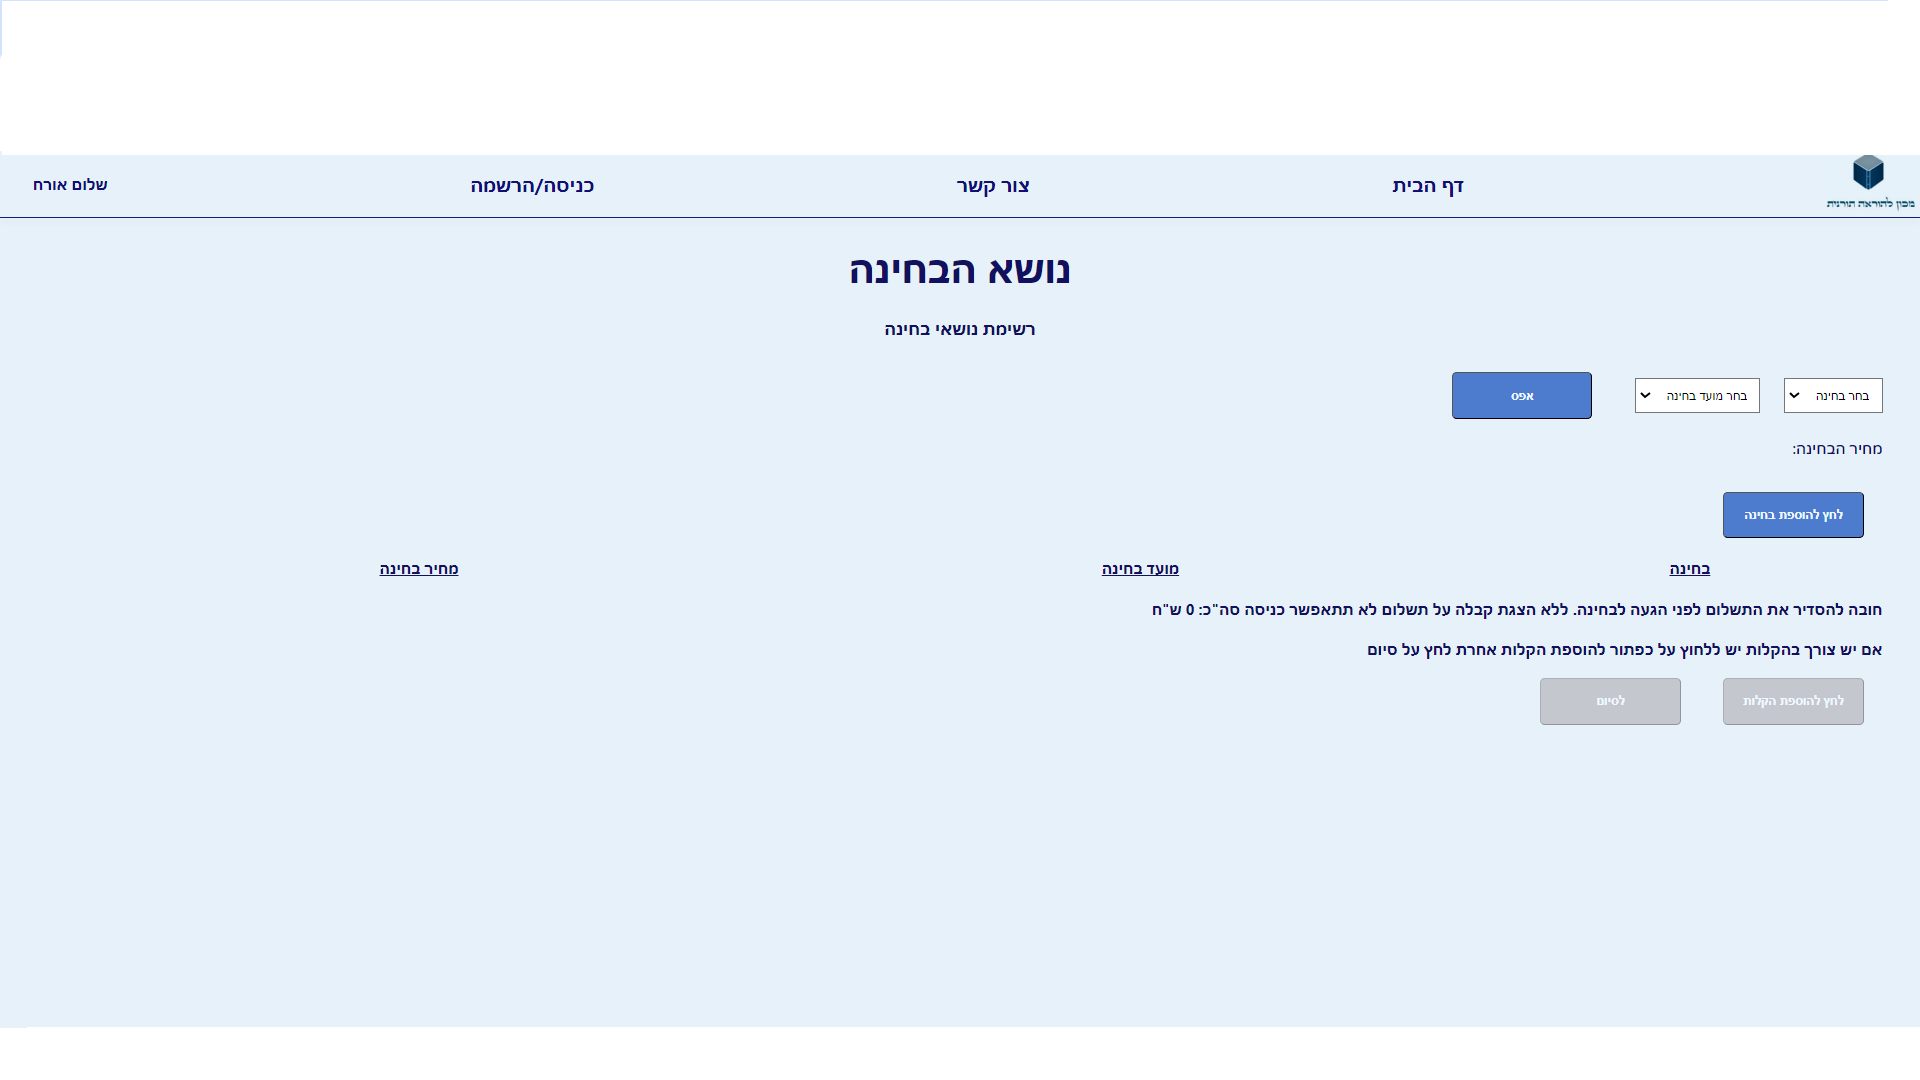 מכון להוראה תורנית
דף הבית
צור קשר
כניסה/הרשמה
שלום אורח
נושא הבחינה
רשימת נושאי בחינה
בחר בחינה
בחר מועד בחינה
אפס
מחיר הבחינה:
לחץ להוספת בחינה
בחינה
מועד בחינה
מחיר בחינה
חובה להסדיר את התשלום לפני הגעה לבחינה. ללא הצגת קבלה על תשלום לא תתאפשר כניסה סה"כ: 0 ש"ח
אם יש צורך בהקלות יש ללחוץ על כפתור להוספת הקלות אחרת לחץ על סיום
לחץ להוספת הקלות
לסיום